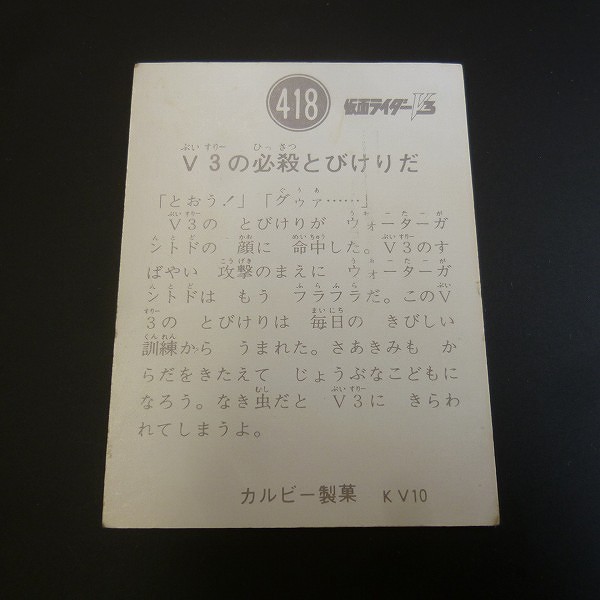 418 仮面ライダーV3
V3の必殺とびけりだ
「とおう!」「グゥァ……」
V3の とびけりが ウォーターガ
ントドの 顔に 命中した。V3のす
ばやい 攻撃のまえに ウォーターガ
ントドは もう フラフラだ。このV
3の とびけりは 毎日の きびしい
訓練から うまれた。さあきみも か
らだをきたえて じょうぶなこどもに
なろう。なき虫だと V3に きらわ
れてしまうよ。
カルビー製菓 KV10